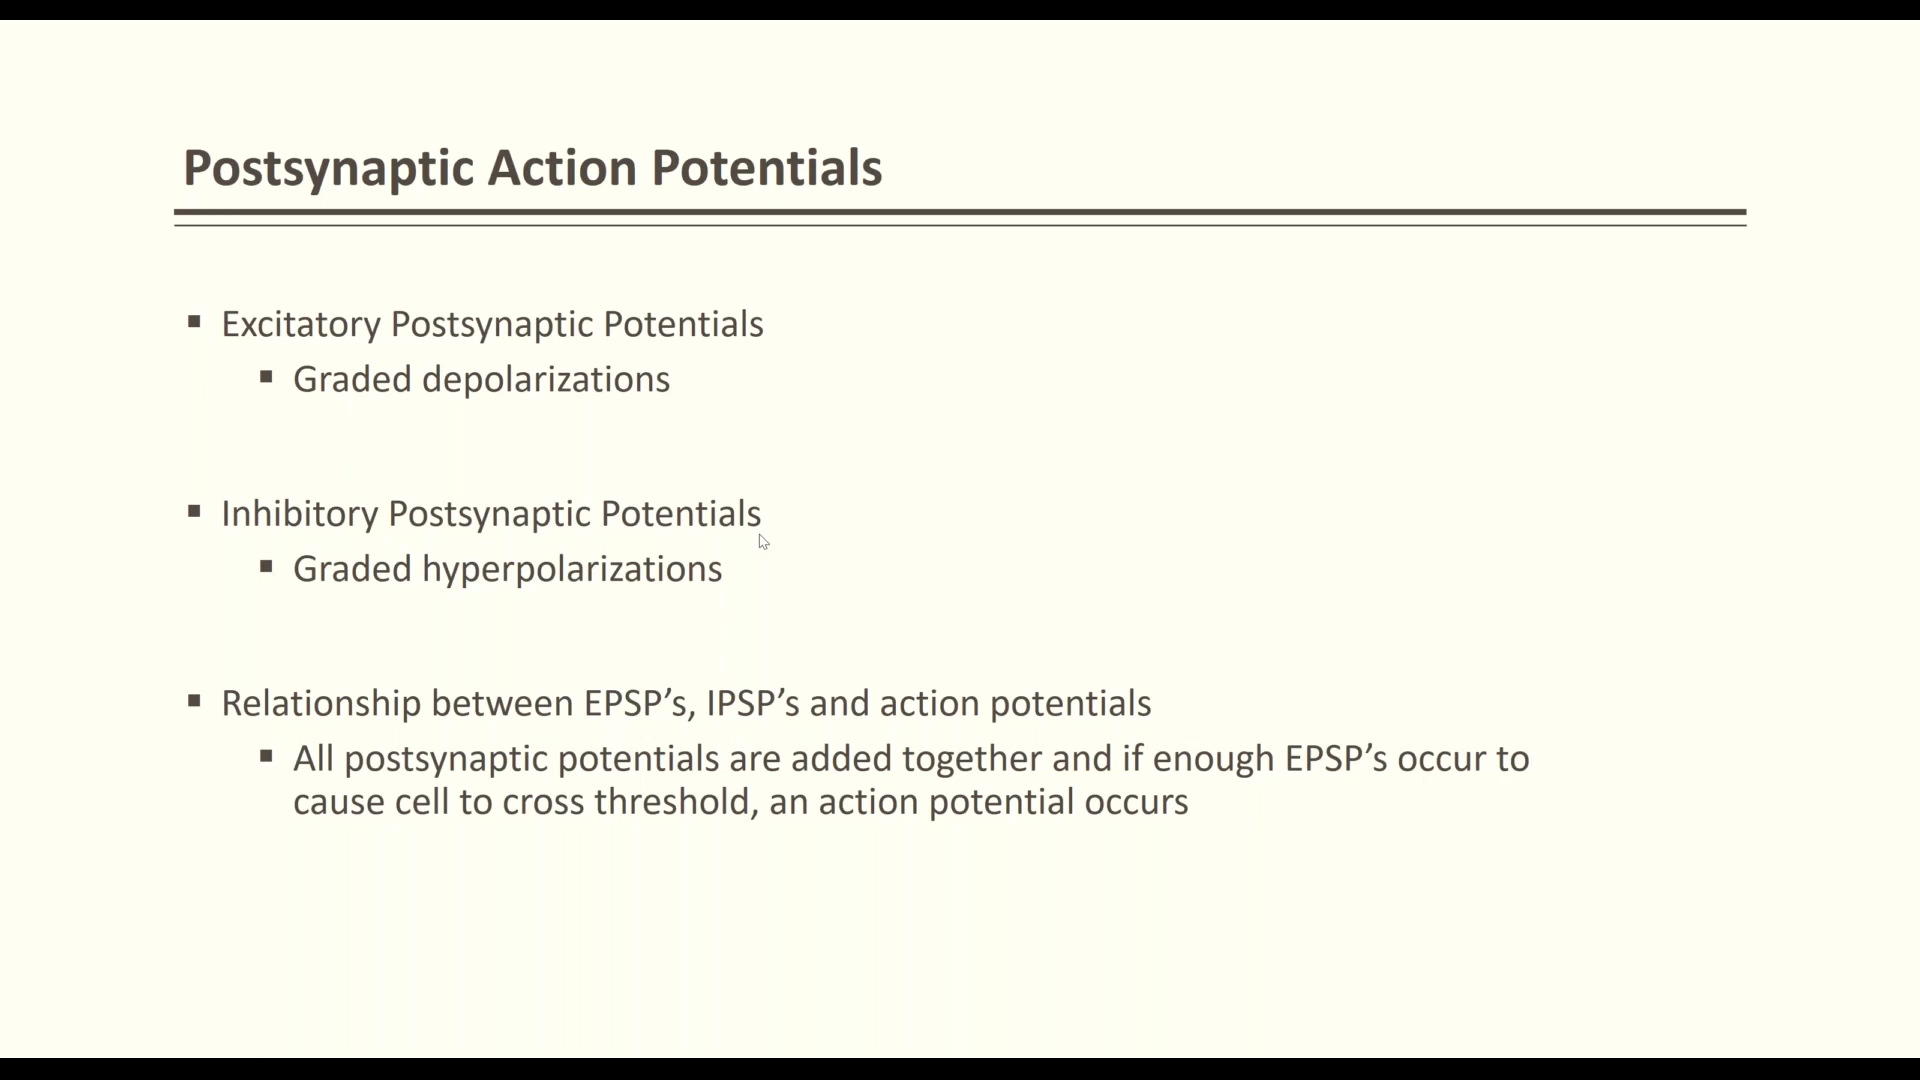 Postsynaptic Action Potentials
▪ Excitatory Postsynaptic Potentials
▪ Graded depolarizations
▪ Inhibitory Postsynaptic Potentials
▪ Graded hyperpolarizations
▪ Relationship between EPSP’s, IPSP’s and action potentials
▪ All postsynaptic potentials are added together and if enough EPSP’s occur to
cause cell to cross threshold, an action potential occurs